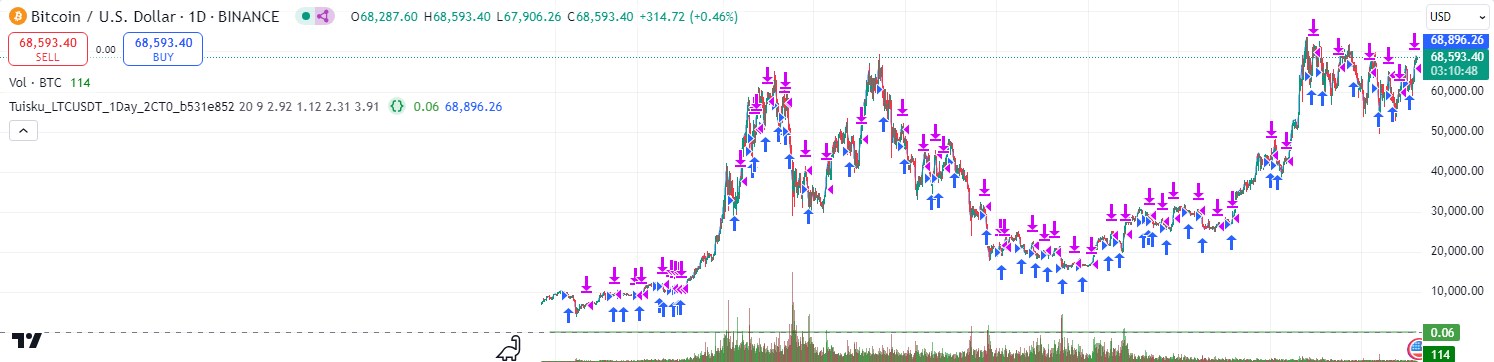 Bitcoin / U.S. Dollar · 1D · BINANCE O68,287.60 H68,593.40 L67,906.26 C68,593.40 +314.72 (+0.46%)
USD
68,593.40 SELL
0.00
68,593.40 BUY
68,896.26
68,593.40
03:10:48
Vol · BTC 114
Tuisku_LTCUSDT_1Day_2CT0_b531e852 20 9 2.92 1.12 2.31 3.91 {} 0.06 68,896.26
60,000.00
50,000.00
40,000.00
30,000.00
20,000.00
10,000.00
0.06
114